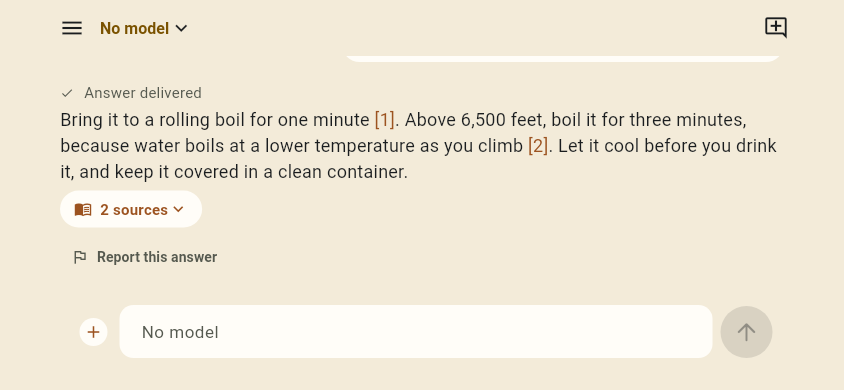 No model
Answer delivered
Bring it to a rolling boil for one minute [1]. Above 6,500 feet, boil it for three minutes,
because water boils at a lower temperature as you climb [2]. Let it cool before you drink
it, and keep it covered in a clean container.
2 sources
Report this answer
No model